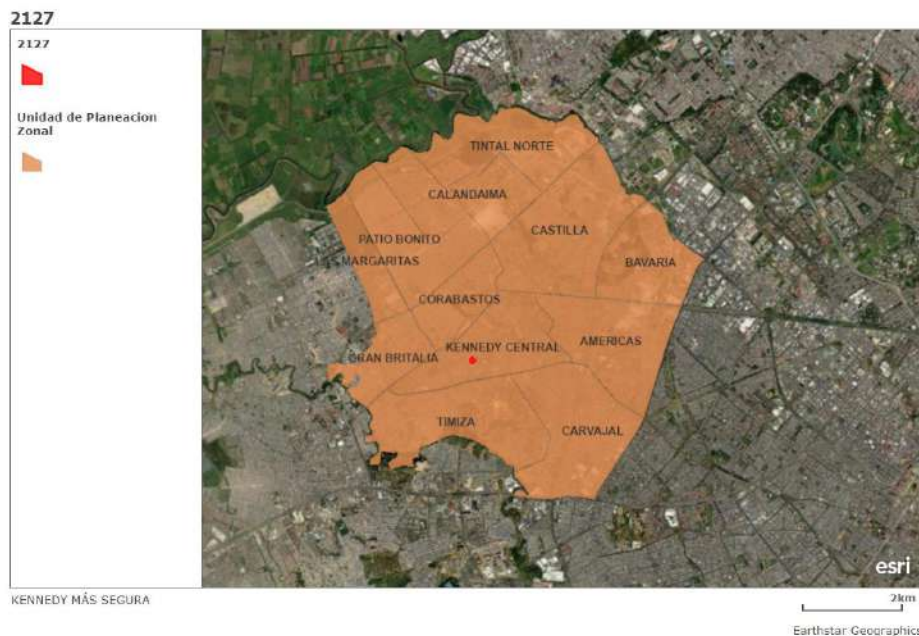 2127
2127
Unidad de Planeacion
Zonal
TINTAL NORTE
CALANDAIMA
CASTILLA
PATIO BONITO
MARGARITAS
BAVARIA
CORABASTOS
AMERICAS
KENNEDY CENTRAL
GRAN BRITALIA
TIMIZA
CARVAJAL
esri
KENNEDY MÁS SEGURA
2km
Earthstar Geographics